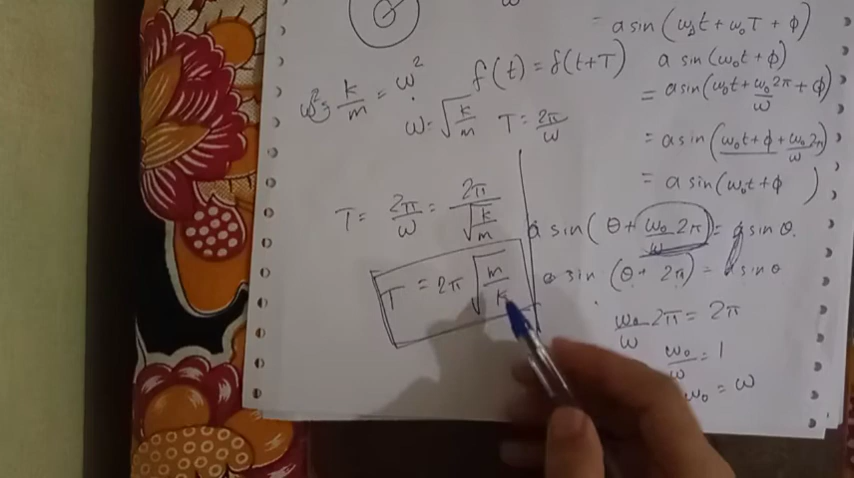 ω
ω₀² = k/m = ω²
f(t) = f(t+T)
ω = √(k/m) T = 2π/ω
T = 2π/ω = 2π/√(k/m)
T = 2π √(m/k)
= a sin (ω₀t + ω₀T + ϕ)
a sin (ω₀t + ϕ)
= a sin (ω₀t + ω₀2π/ω + ϕ)
= a sin (ω₀t + ϕ + ω₀2π/ω)
= a sin (ω₀t + ϕ )
a sin ( θ + ω₀ 2π/ω ) = a sin θ.
a sin (θ + 2π) = a sin θ
ω₀/ω 2π = 2π
ω₀/ω = 1
ω₀ = ω